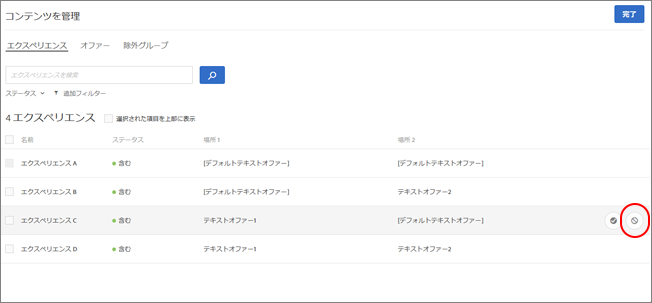 コンテンツを管理
完了
エクスペリエンス オファー 除外グループ
エクスペリエンスを検索
ステータス 追加フィルター
4 エクスペリエンス 選択された項目を上部に表示
名前 ステータス 場所 1 場所 2
エクスペリエンス A 含む [デフォルトテキストオファー] [デフォルトテキストオファー]
エクスペリエンス B 含む [デフォルトテキストオファー] テキストオファー2
エクスペリエンス C 含む テキストオファー1 [デフォルトテキストオファー]
エクスペリエンス D 含む テキストオファー1 テキストオファー2